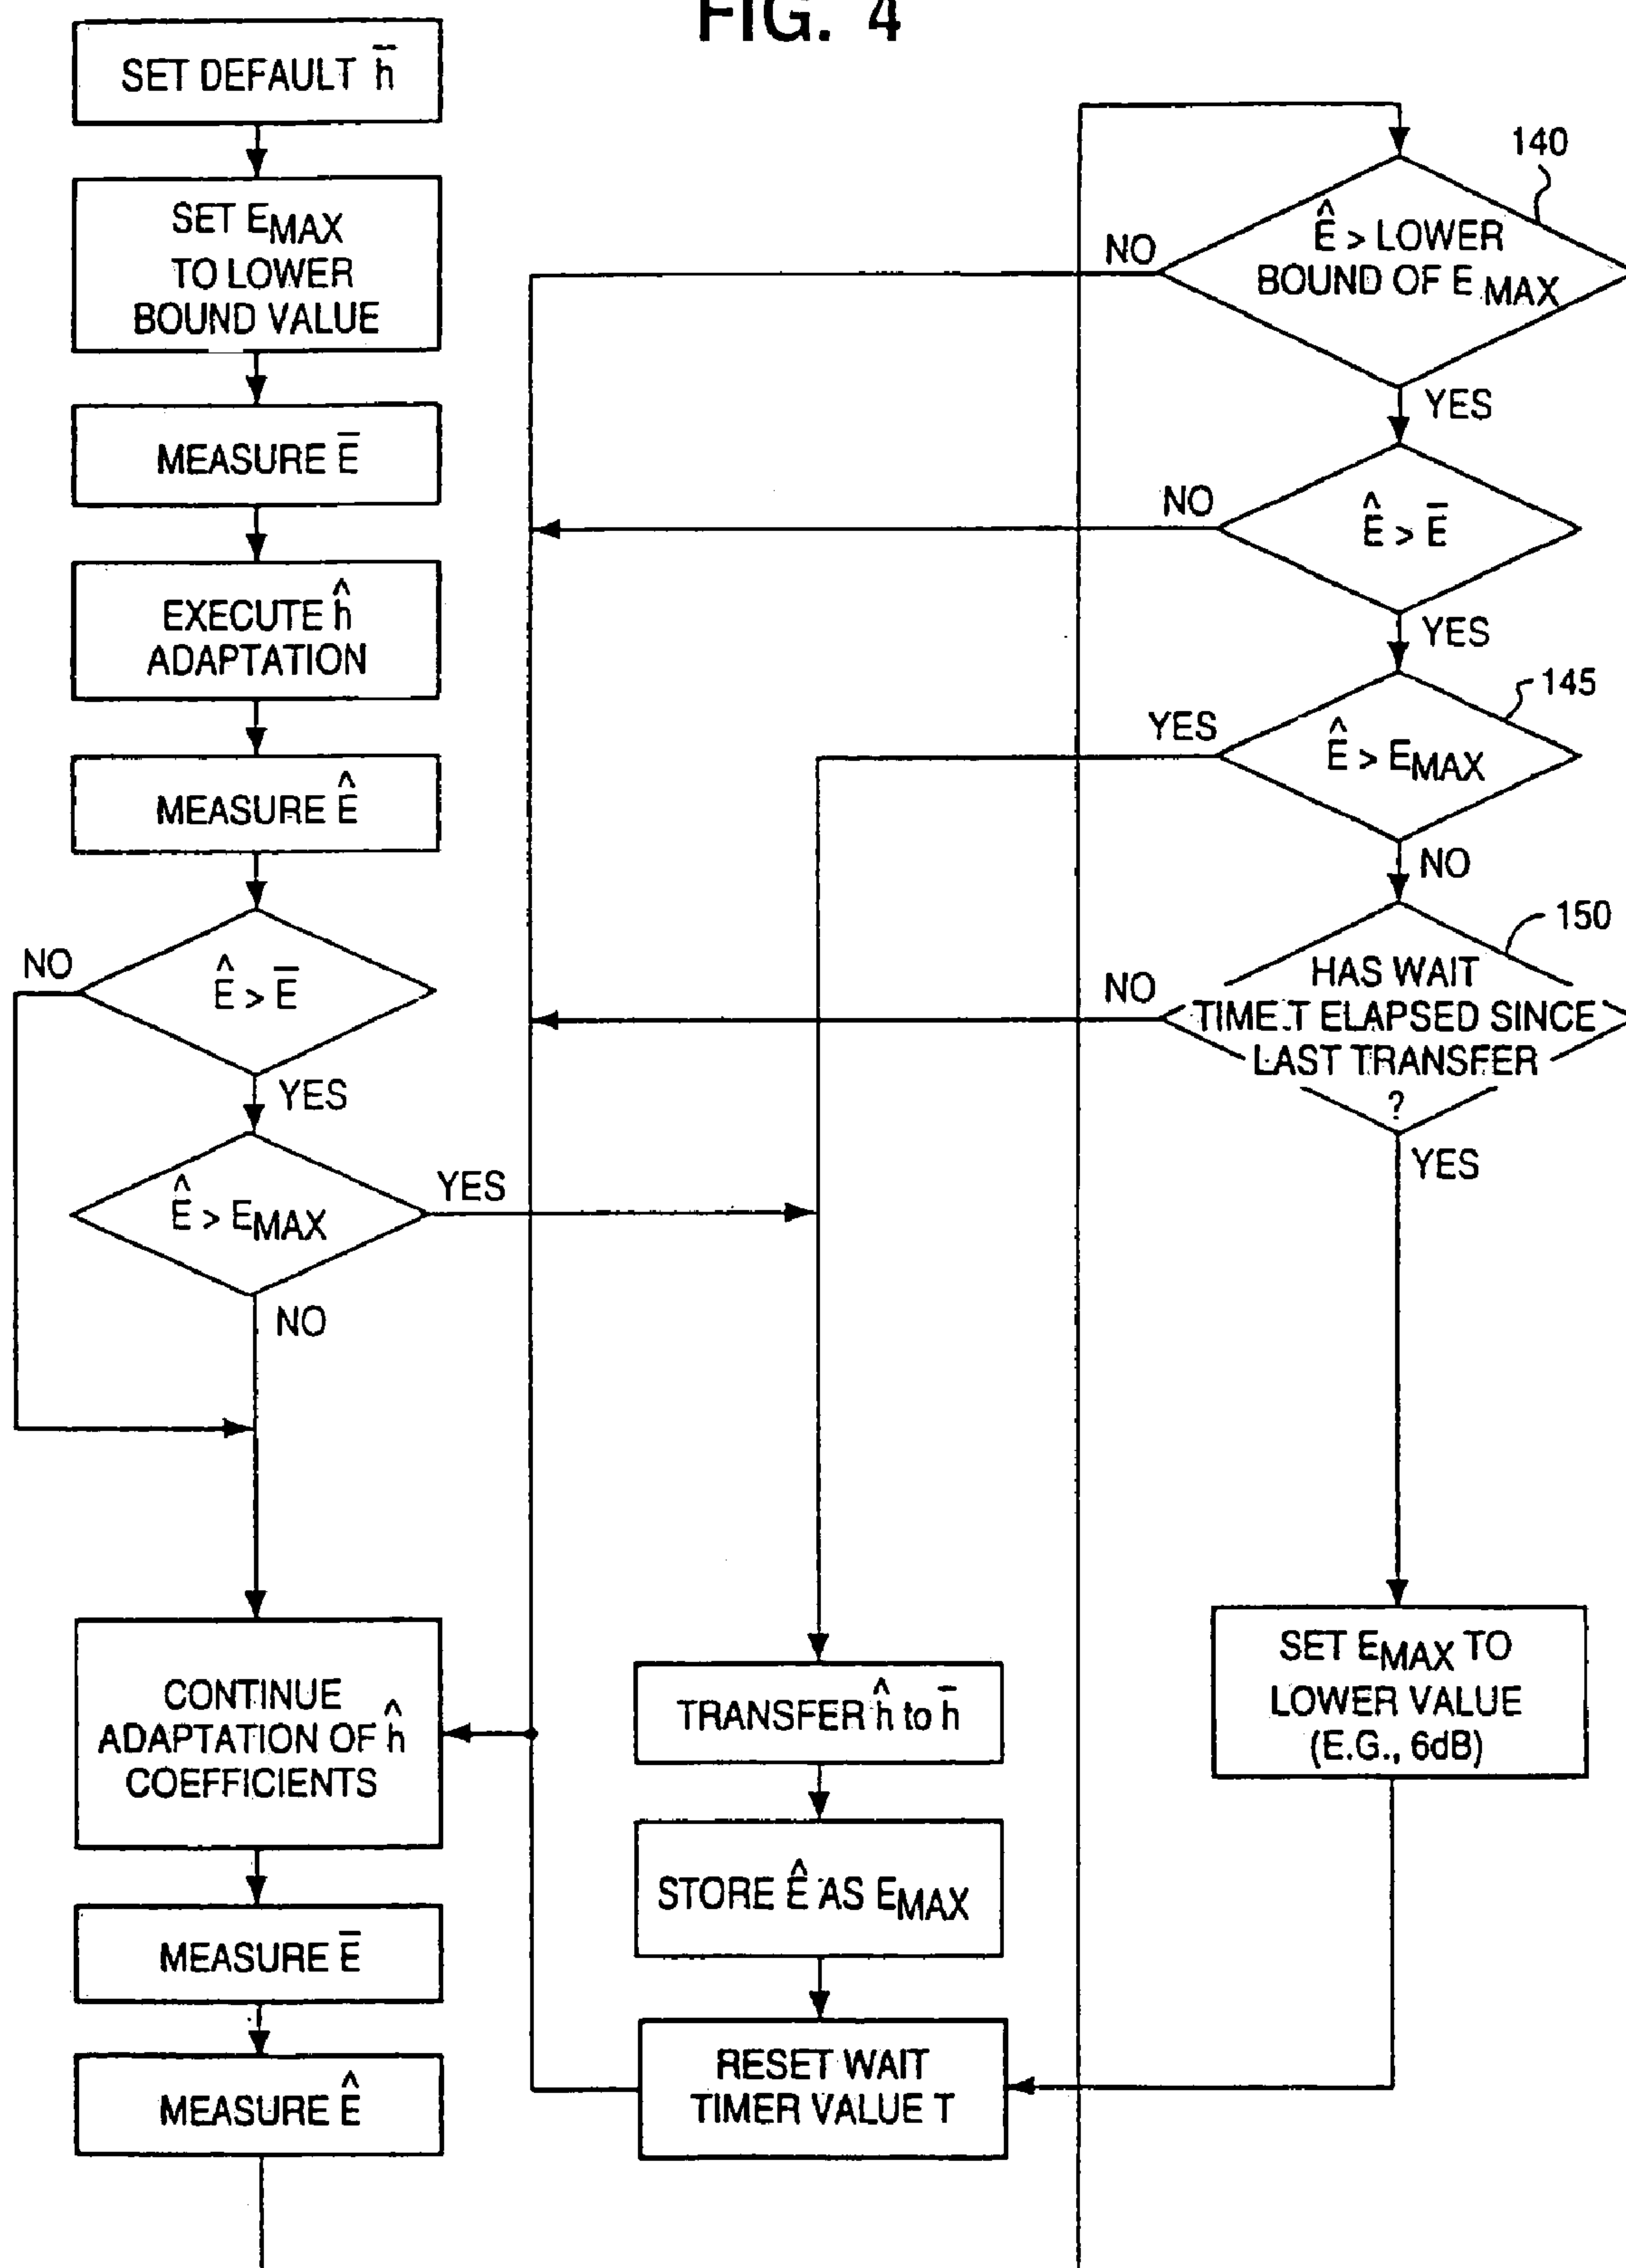 FIG. 4
SET DEFAULT h̄
SET EMAX
TO LOWER
BOUND VALUE
MEASURE Ē
EXECUTE ĥ
ADAPTATION
MEASURE Ê
Ê > Ē
NO
YES
Ê > EMAX
YES
NO
CONTINUE
ADAPTATION OF ĥ
COEFFICIENTS
MEASURE Ē
MEASURE Ê
TRANSFER ĥ to h̄
STORE Ê AS EMAX
RESET WAIT
TIMER VALUE T
140
Ê > LOWER
BOUND OF E MAX
NO
YES
Ê > Ē
NO
YES
145
Ê > EMAX
YES
NO
150
HAS WAIT
TIME T ELAPSED SINCE
LAST TRANSFER
?
NO
YES
SET EMAX TO
LOWER VALUE
(E.G., 6dB)